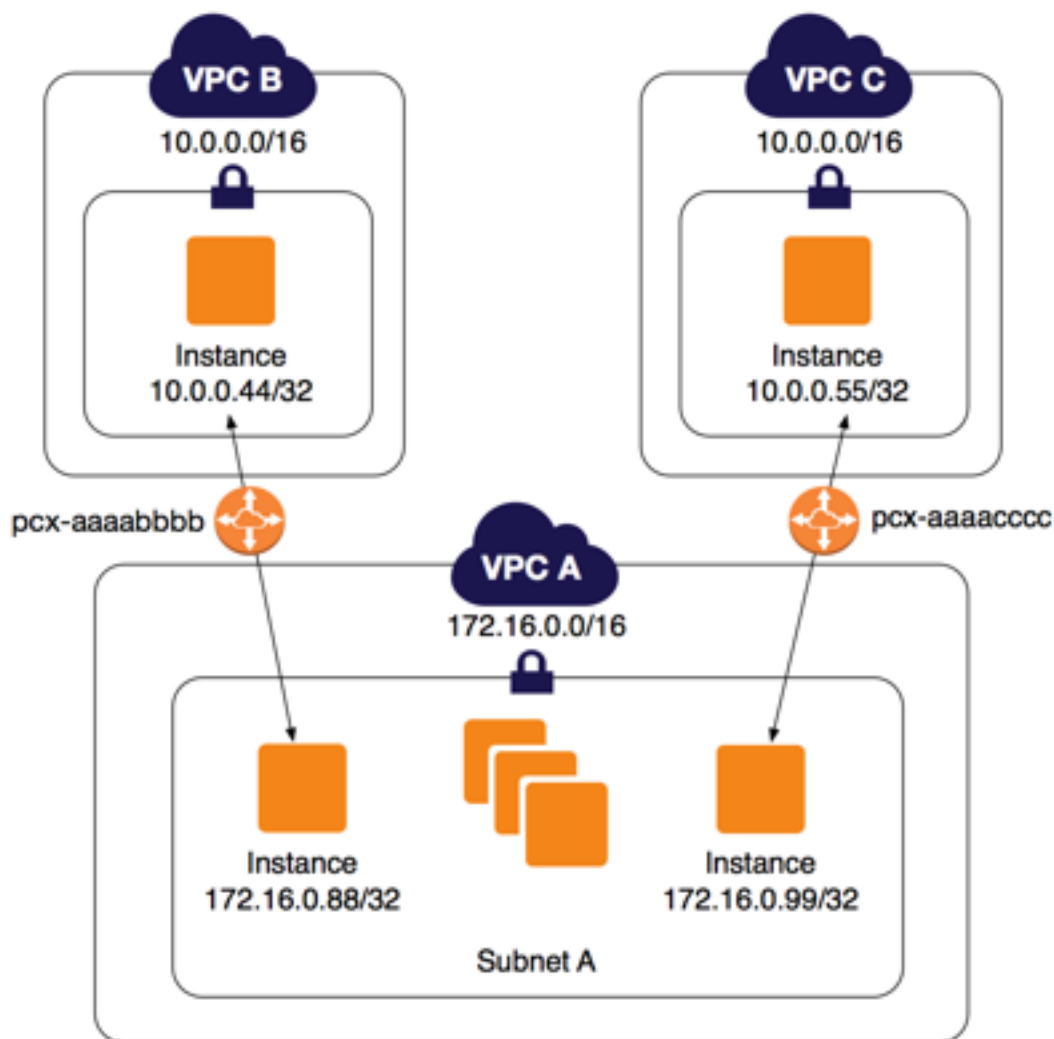 VPC B
10.0.0.0/16
Instance
10.0.0.44/32
VPC C
10.0.0.0/16
Instance
10.0.0.55/32
pcx-aaaabbbb
pcx-aaaacccc
VPC A
172.16.0.0/16
Instance
172.16.0.88/32
Instance
172.16.0.99/32
Subnet A